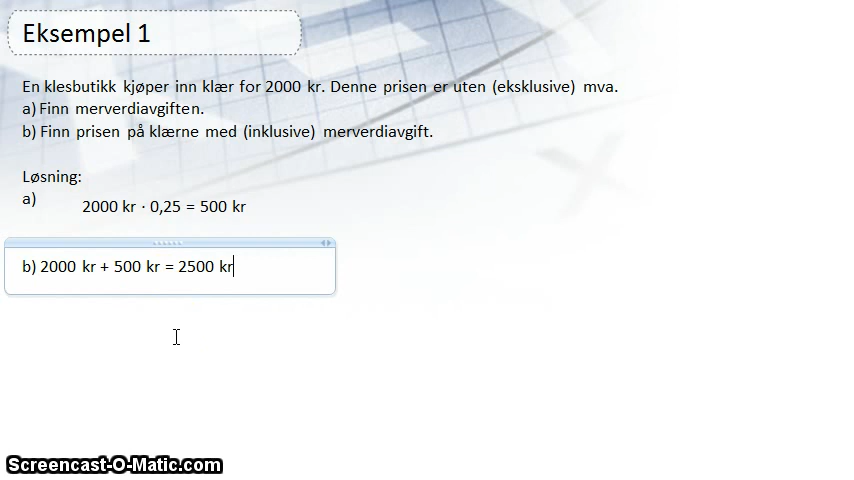 Eksempel 1
En klesbutikk kjøper inn klær for 2000 kr. Denne prisen er uten (eksklusive) mva.
a) Finn merverdiavgiften.
b) Finn prisen på klærne med (inklusive) merverdiavgift.
Løsning:
a)
2000 kr · 0,25 = 500 kr
b) 2000 kr + 500 kr = 2500 kr
Screencast-O-Matic.com